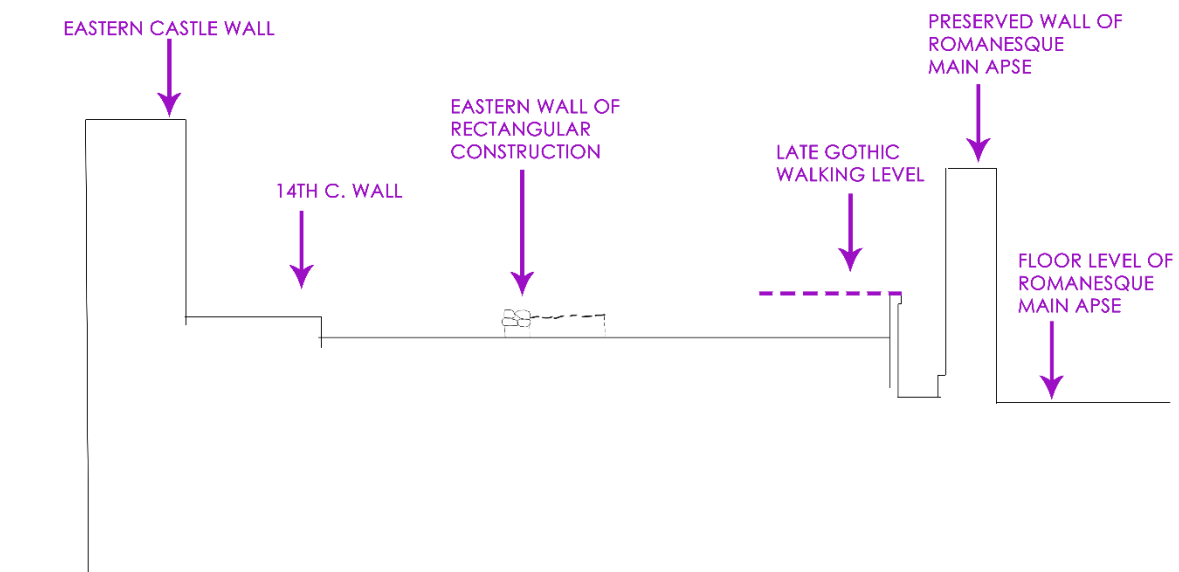 EASTERN CASTLE WALL
14TH C. WALL
EASTERN WALL OF
RECTANGULAR
CONSTRUCTION
LATE GOTHIC
WALKING LEVEL
PRESERVED WALL OF
ROMANESQUE
MAIN APSE
FLOOR LEVEL OF
ROMANESQUE
MAIN APSE